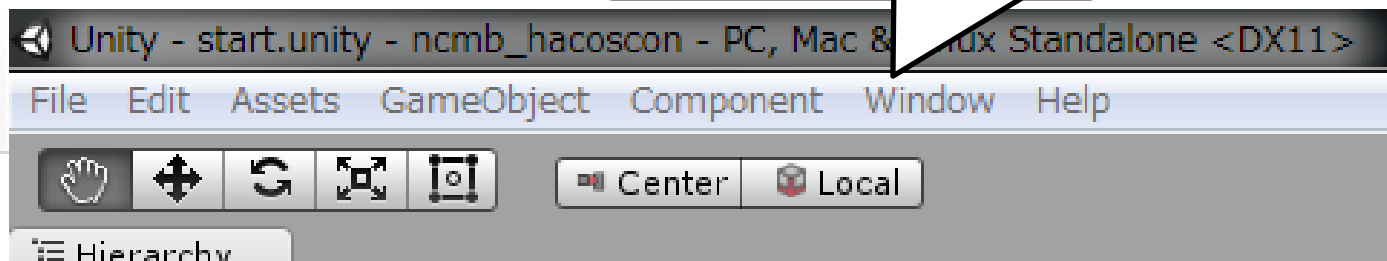 Unity - start.unity - ncmb_hacoscon - PC, Mac & Standalone <DX11>
File Edit Assets GameObject Component Window Help
Center Local
Hierarchy